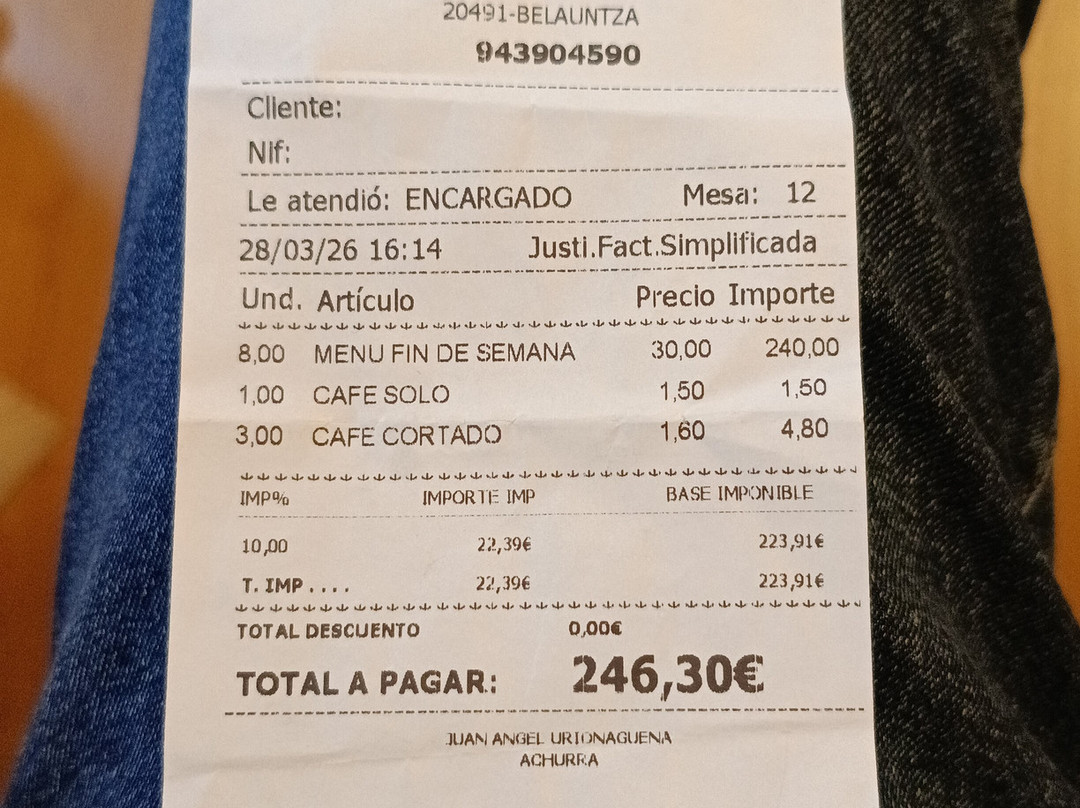 20491-BELAUNTZA
943904590
Cliente:
Nif:
Le atendió: ENCARGADO Mesa: 12
28/03/26 16:14 Justi.Fact.Simplificada
Und. Artículo Precio Importe
8,00 MENU FIN DE SEMANA 30,00 240,00
1,00 CAFE SOLO 1,50 1,50
3,00 CAFE CORTADO 1,60 4,80
IMP% IMPORTE IMP BASE IMPONIBLE
10,00 22,39€ 223,91€
T. IMP.... 22,39€ 223,91€
TOTAL DESCUENTO 0,00€
TOTAL A PAGAR: 246,30€
JUAN ANGEL URIONAGUENA
ACHURRA